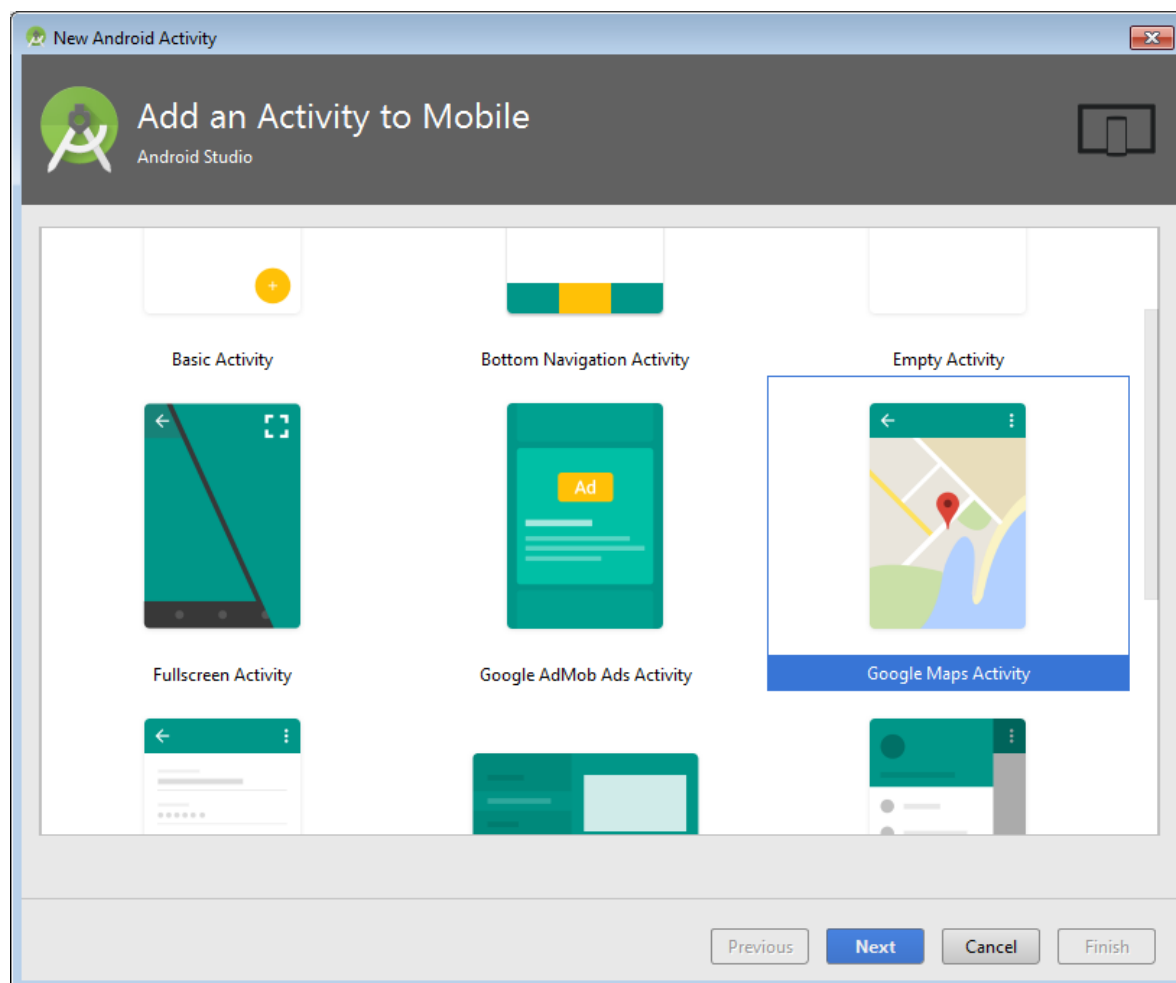 New Android Activity
Add an Activity to Mobile
Android Studio
Basic Activity
Bottom Navigation Activity
Empty Activity
Ad
Fullscreen Activity
Google AdMob Ads Activity
Google Maps Activity
Previous
Next
Cancel
Finish